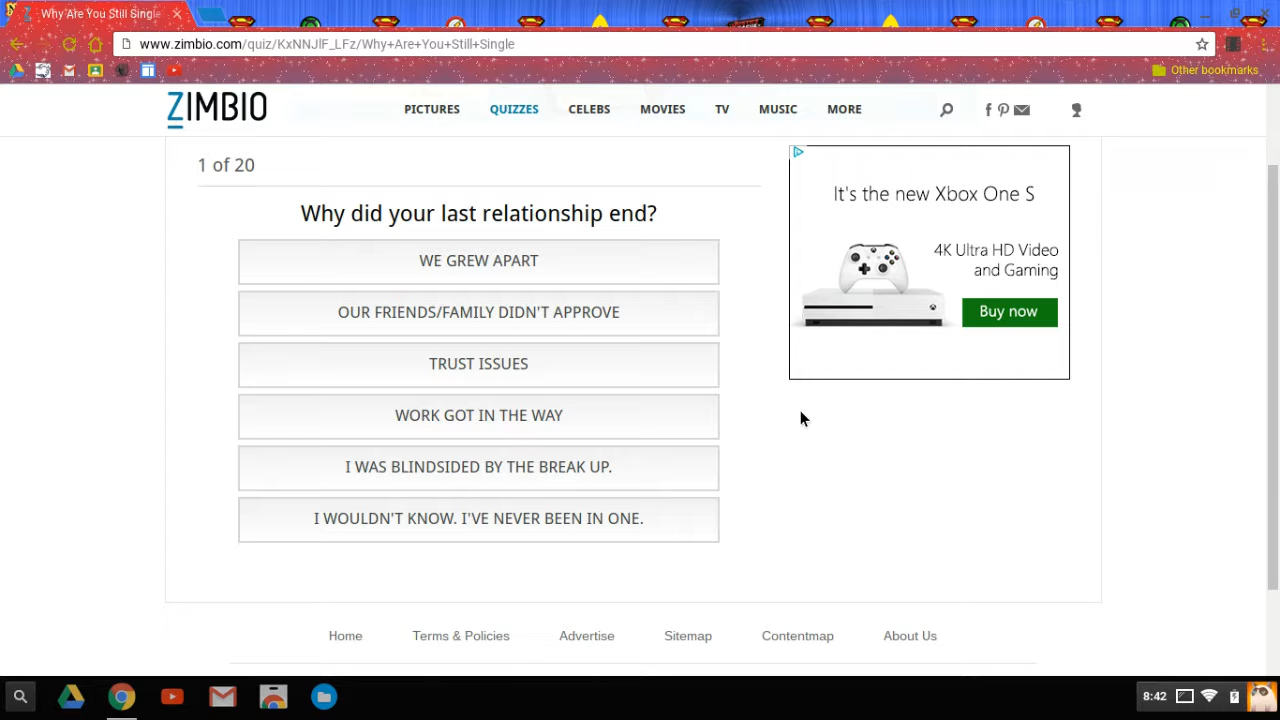 Why Are You Still Single
www.zimbio.com/quiz/KxNNJlF_LFz/Why+Are+You+Still+Single
Other bookmarks
ZIMBIO
PICTURES QUIZZES CELEBS MOVIES TV MUSIC MORE
1 of 20
Why did your last relationship end?
WE GREW APART
OUR FRIENDS/FAMILY DIDN'T APPROVE
TRUST ISSUES
WORK GOT IN THE WAY
I WAS BLINDSIDED BY THE BREAK UP.
I WOULDN'T KNOW. I'VE NEVER BEEN IN ONE.
It's the new Xbox One S
4K Ultra HD Video
and Gaming
Buy now
Home Terms & Policies Advertise Sitemap Contentmap About Us
8:42